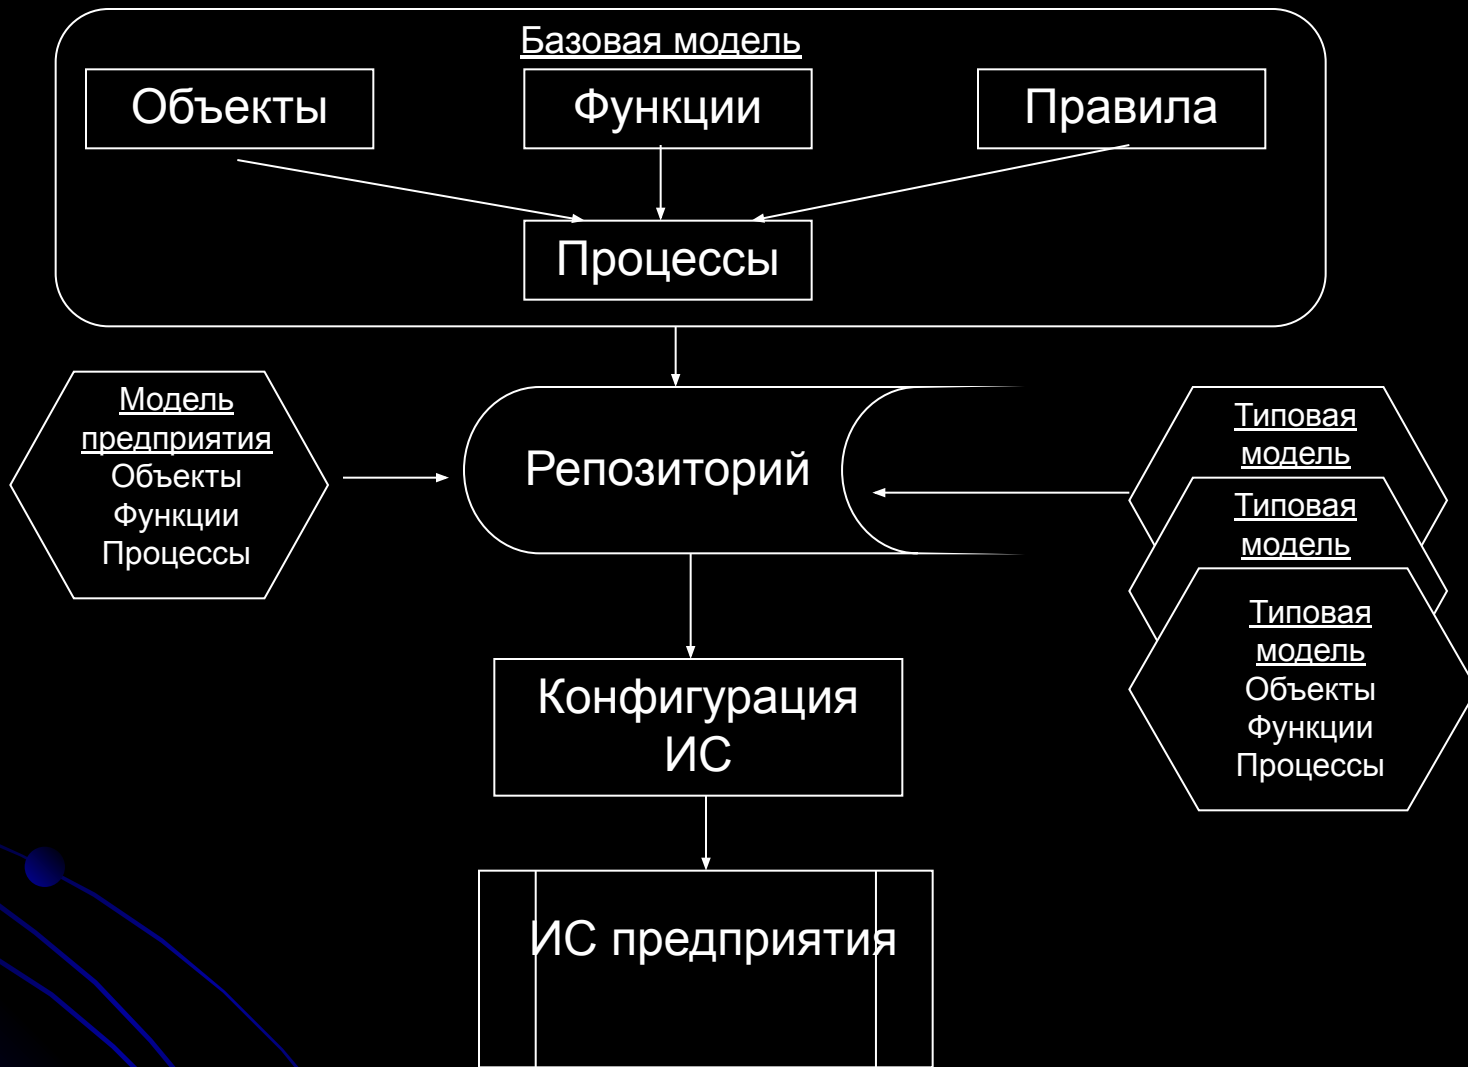 Базовая модель
Объекты
Функции
Правила
Процессы
Модель
предприятия
Объекты
Функции
Процессы
Репозиторий
Типовая
модель
Типовая
модель
Типовая
модель
Объекты
Функции
Процессы
Конфигурация
ИС
ИС предприятия